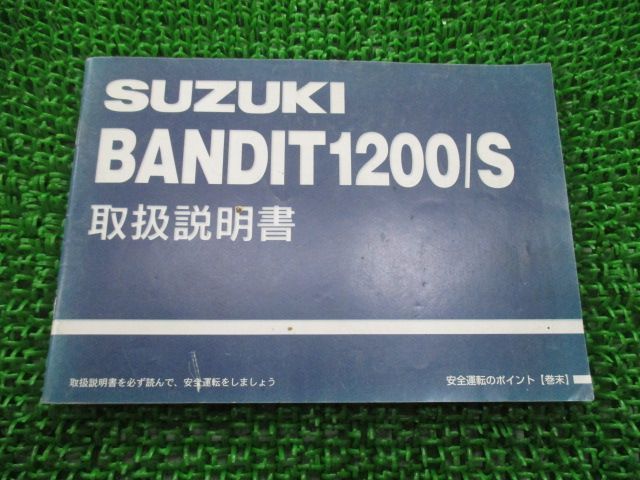 SUZUKI
BANDIT1200/S
取扱説明書
取扱説明書を必ず読んで、安全運転をしましょう
安全運転のポイント【巻末】